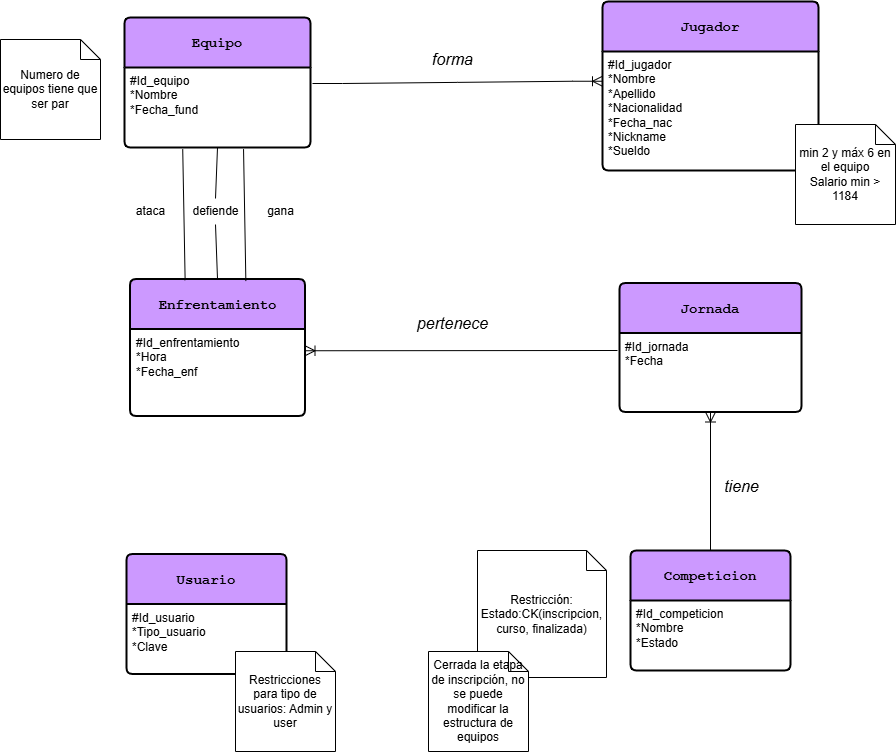 Equipo
#Id_equipo
*Nombre
*Fecha_fund
Numero de
equipos tiene que
ser par
forma
Jugador
#Id_jugador
*Nombre
*Apellido
*Nacionalidad
*Fecha_nac
*Nickname
*Sueldo
min 2 y máx 6 en
el equipo
Salario min >
1184
ataca
defiende
gana
Enfrentamiento
#Id_enfrentamiento
*Hora
*Fecha_enf
pertenece
Jornada
#Id_jornada
*Fecha
tiene
Usuario
#Id_usuario
*Tipo_usuario
*Clave
Restricciones
para tipo de
usuarios: Admin y
user
Restricción:
Estado:CK(inscripcion,
curso, finalizada)
Cerrada la etapa
de inscripción, no
se puede
modificar la
estructura de
equipos
Competicion
#Id_competicion
*Nombre
*Estado